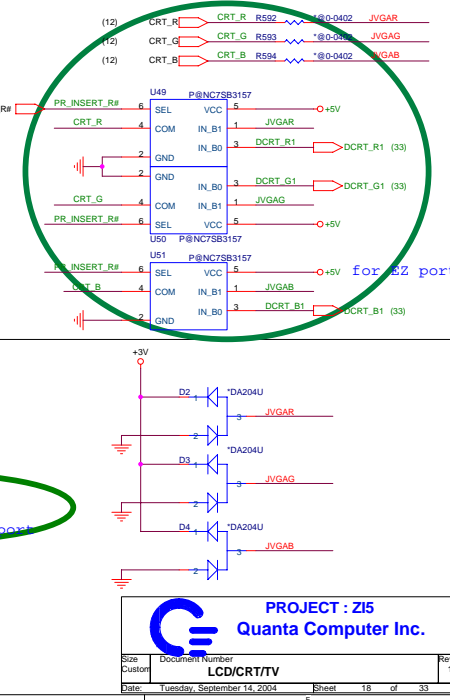 (12) CRT_R CRT_R R592 *@0-0402 JVGAR
(12) CRT_G CRT_G R593 *@0-0402 JVGAG
(12) CRT_B CRT_B R594 *@0-0402 JVGAB
U49 P@NC7SB3157
R# PR_INSERT_R# 6 SEL VCC 5 +5V
CRT_R 4 COM IN_B1 1 JVGAR
IN_B0 3 DCRT_R1 DCRT_R1 (33)
2 GND
2 GND
IN_B0 3 DCRT_G1 DCRT_G1 (33)
CRT_G 4 COM IN_B1 1 JVGAG
PR_INSERT_R# 6 SEL VCC 5 +5V
U50 P@NC7SB3157
U51 P@NC7SB3157
PR_INSERT_R# 6 SEL VCC 5 +5V for EZ port
CRT_B 4 COM IN_B1 1 JVGAB
IN_B0 3 DCRT_B1 DCRT_B1 (33)
2 GND
+3V
D2 1 *DA204U
3 JVGAR
2
D3 1 *DA204U
3 JVGAG
2
port
D4 1 *DA204U
3 JVGAB
2
PROJECT : ZI5
Quanta Computer Inc.
Size Document Number Re
Custom LCD/CRT/TV 1
Date: Tuesday, September 14, 2004 Sheet 18 of 33
5